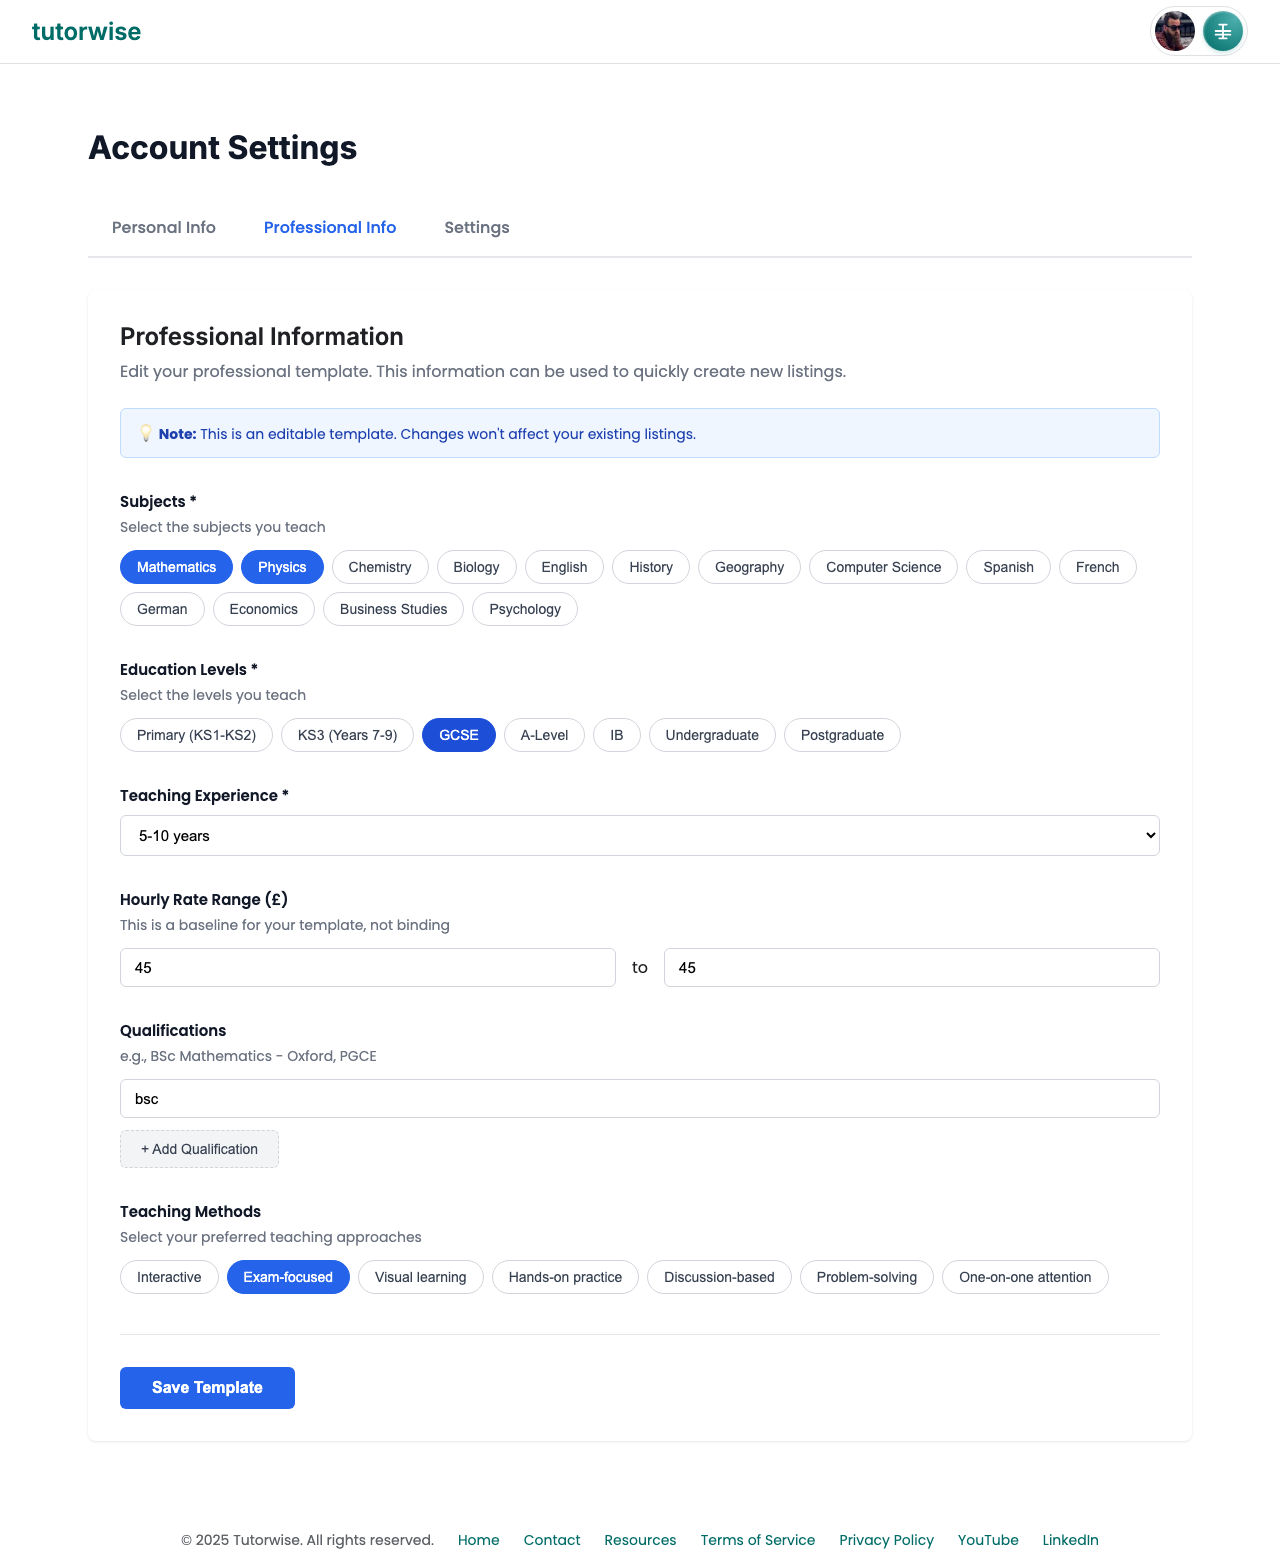 tutorwise
Account Settings
Personal Info
Professional Info
Settings
Professional Information
Edit your professional template. This information can be used to quickly create new listings.
💡 Note: This is an editable template. Changes won't affect your existing listings.
Subjects *
Select the subjects you teach
Mathematics Physics Chemistry Biology English History Geography Computer Science Spanish French
German Economics Business Studies Psychology
Education Levels *
Select the levels you teach
Primary (KS1-KS2) KS3 (Years 7-9) GCSE A-Level IB Undergraduate Postgraduate
Teaching Experience *
5-10 years
Hourly Rate Range (£)
This is a baseline for your template, not binding
45 to 45
Qualifications
e.g., BSc Mathematics - Oxford, PGCE
bsc
+ Add Qualification
Teaching Methods
Select your preferred teaching approaches
Interactive Exam-focused Visual learning Hands-on practice Discussion-based Problem-solving One-on-one attention
Save Template
© 2025 Tutorwise. All rights reserved. Home Contact Resources Terms of Service Privacy Policy YouTube LinkedIn